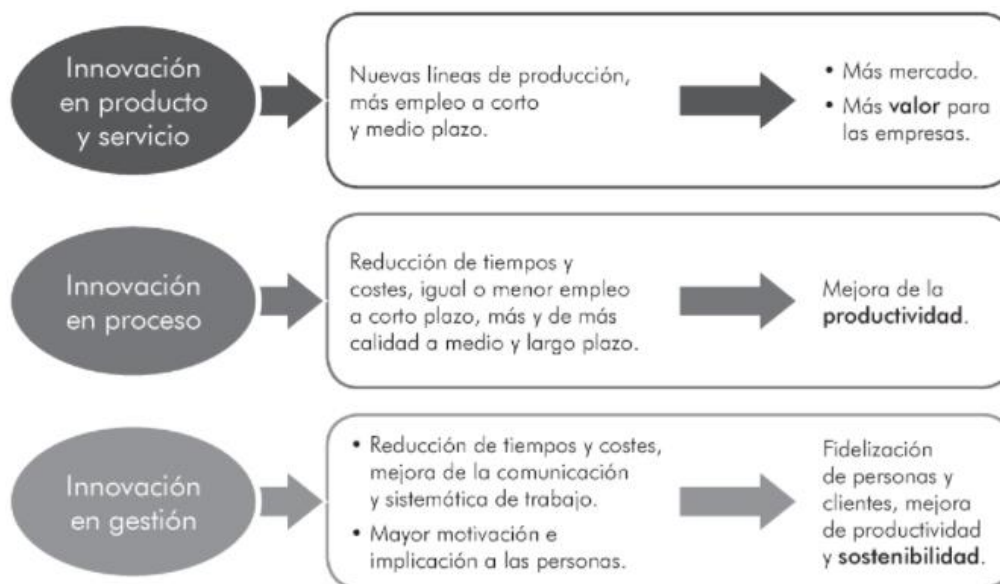 Innovación
en producto
y servicio
Nuevas líneas de producción,
más empleo a corto
y medio plazo.
• Más mercado.
• Más valor para
las empresas.
Innovación
en proceso
Reducción de tiempos y
costes, igual o menor empleo
a corto plazo, más y de más
calidad a medio y largo plazo.
Mejora de la
productividad.
Innovación
en gestión
• Reducción de tiempos y costes,
mejora de la comunicación
y sistemática de trabajo.
• Mayor motivación e
implicación a las personas.
Fidelización
de personas y
clientes, mejora
de productividad
y sostenibilidad.